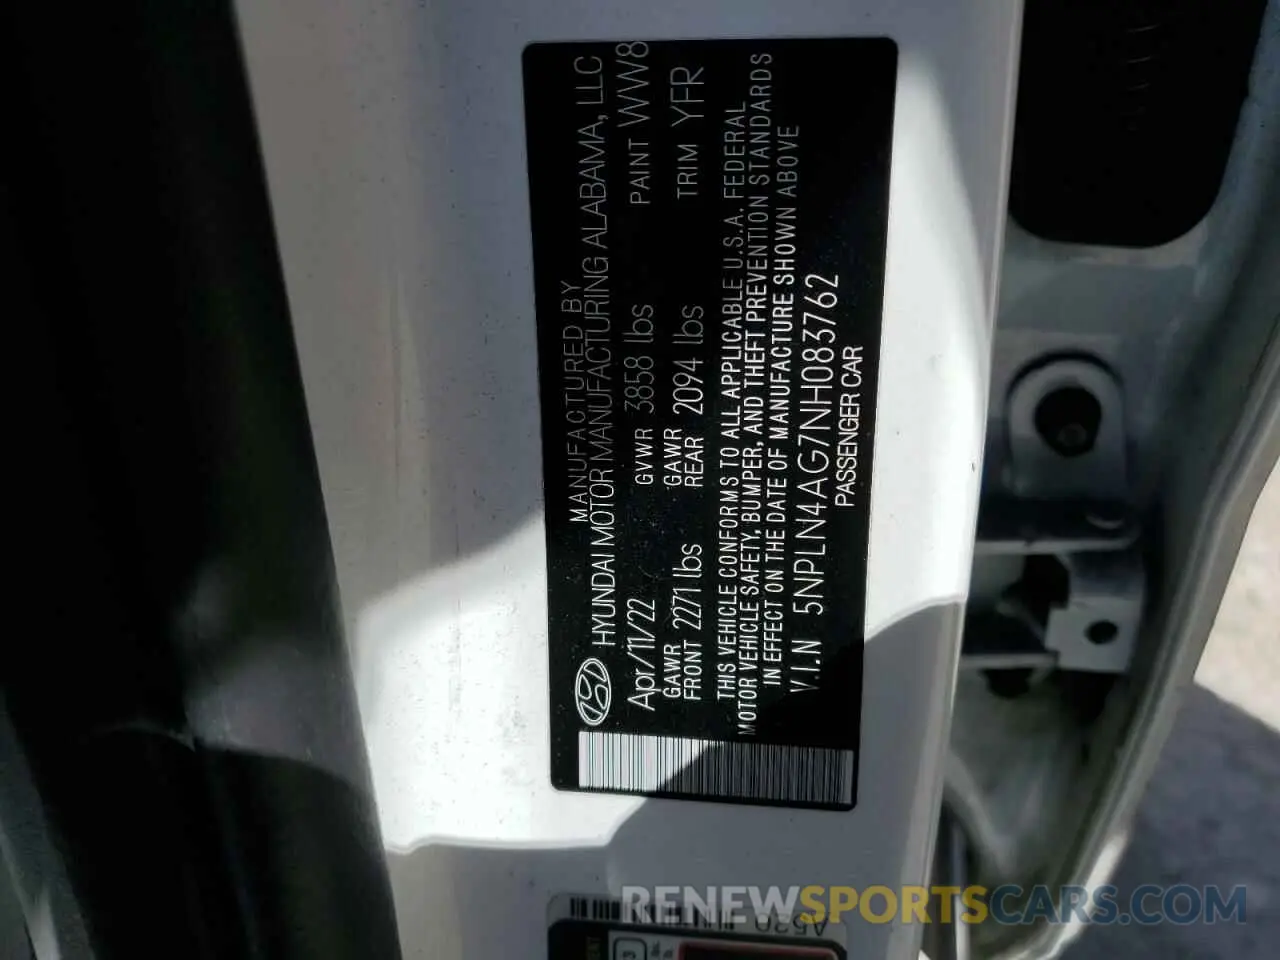 MANUFACTURED BY
HYUNDAI MOTOR MANUFACTURING ALABAMA, LLC
Apr/11/22 GVWR 3858 lbs PAINT WW8
GAWR FRONT 2271 lbs GAWR REAR 2094 lbs TRIM YFR
THIS VEHICLE CONFORMS TO ALL APPLICABLE U.S.A. FEDERAL
MOTOR VEHICLE SAFETY, BUMPER, AND THEFT PREVENTION STANDARDS
IN EFFECT ON THE DATE OF MANUFACTURE SHOWN ABOVE
V.I.N 5NPLN4AG7NH083762
PASSENGER CAR
A520
RENEWSPORTSCARS.COM